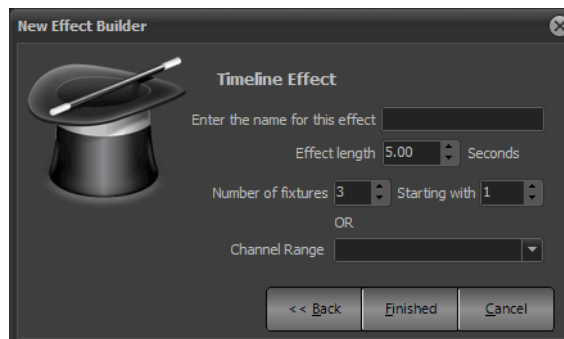 New Effect Builder
Timeline Effect
Enter the name for this effect
Effect length 5.00 Seconds
Number of fixtures 3 Starting with 1
OR
Channel Range
<< Back Finished Cancel